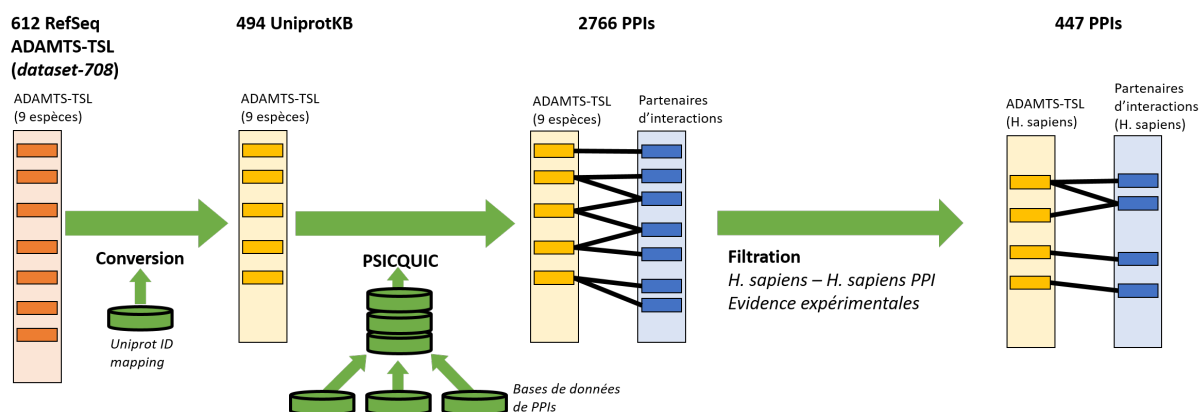 612 RefSeq
ADAMTS-TSL
(dataset-708)
ADAMTS-TSL
(9 espèces)
Conversion
Uniprot ID
mapping
494 UniprotKB
ADAMTS-TSL
(9 espèces)
PSICQUIC
Bases de données
de PPIs
2766 PPIs
ADAMTS-TSL
(9 espèces)
Partenaires
d'interactions
Filtration
H. sapiens – H. sapiens PPI
Evidence expérimentales
447 PPIs
ADAMTS-TSL
(H. sapiens)
Partenaires
d'interactions
(H. sapiens)